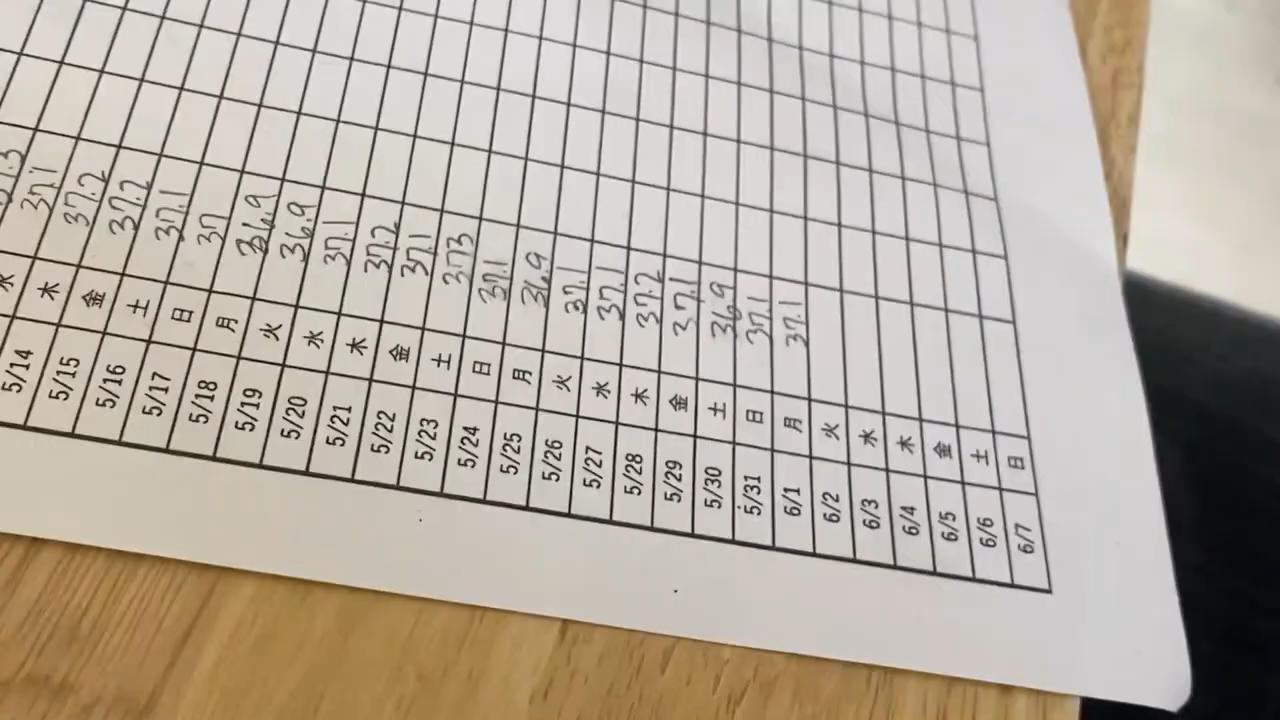 水 37.1
5/14 木 37.2
5/15 金 37.2
5/16 土 37.1
5/17 日 37
5/18 月 36.9
5/19 火 36.9
5/20 水 37.1
5/21 木 37.2
5/22 金 37.1
5/23 土 373
5/24 日 37.1
5/25 月 36.9
5/26 火 37.1
5/27 水 37.1
5/28 木 37.2
5/29 金 37.1
5/30 土 36.9
5/31 日 37.1
6/1 月 37.1
6/2 火
6/3 水
6/4 木
6/5 金
6/6 土
6/7 日